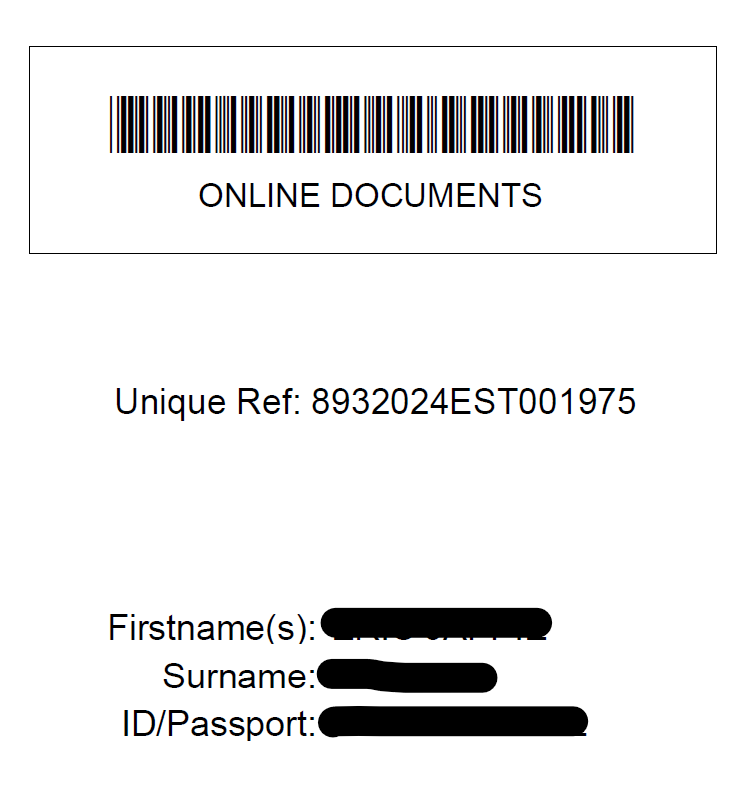 ONLINE DOCUMENTS
Unique Ref: 8932024EST001975
Firstname(s):
Surname:
ID/Passport: